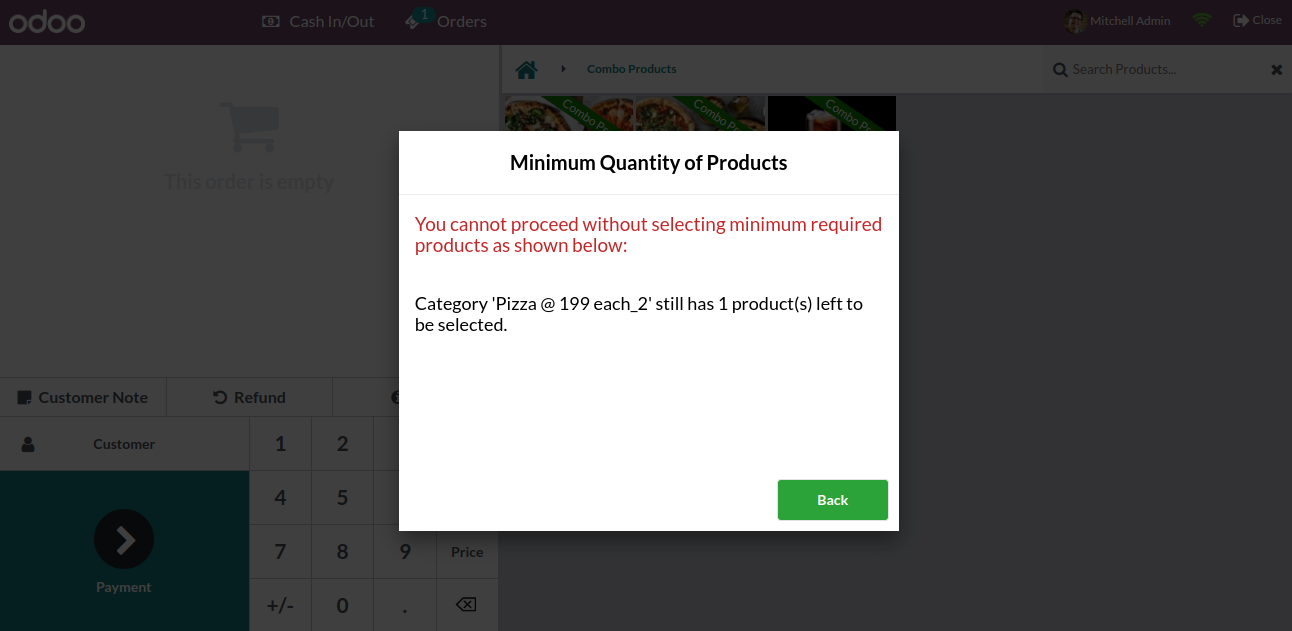 odoo
Cash In/Out
1
Orders
Mitchell Admin
Close
Combo Products
Search Products...
Combo
Combo
Combo
This order is empty
Minimum Quantity of Products
You cannot proceed without selecting minimum required
products as shown below:
Category 'Pizza @ 199 each_2' still has 1 product(s) left to
be selected.
Back
Customer Note
Refund
Customer
1
2
4
5
7
8
9
Price
Payment
+/-
0
.